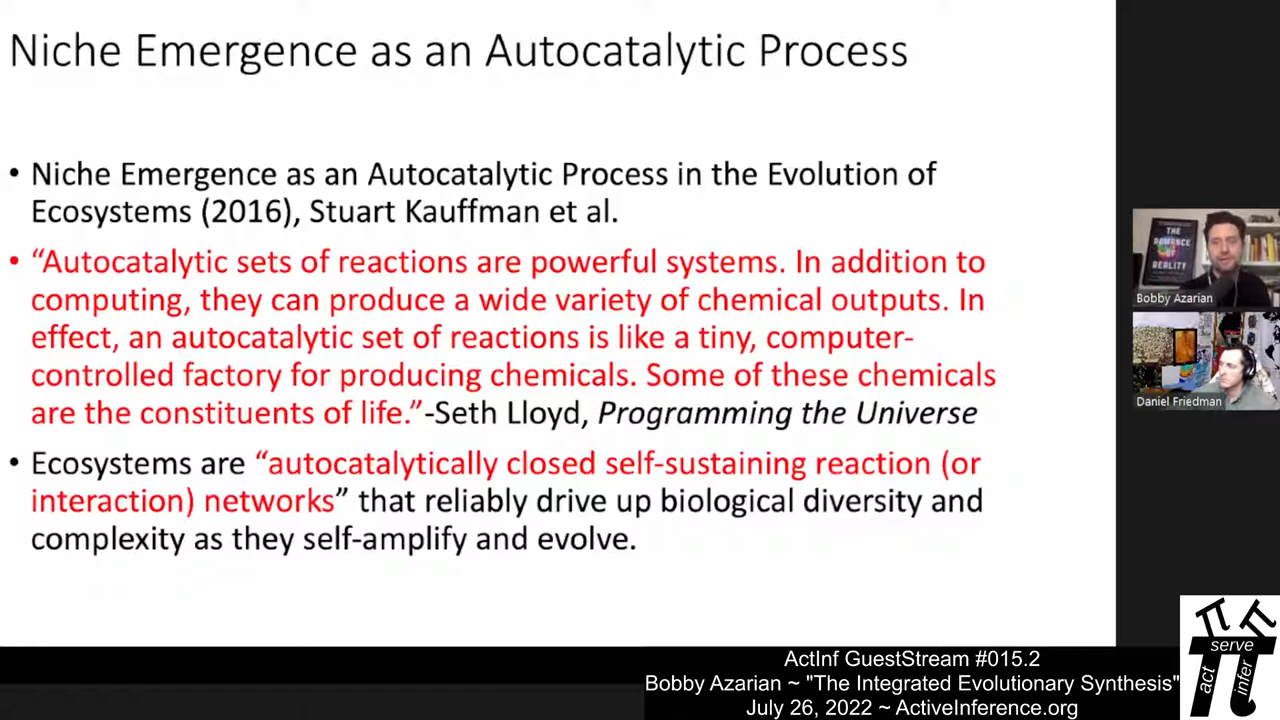 Niche Emergence as an Autocatalytic Process
• Niche Emergence as an Autocatalytic Process in the Evolution of
Ecosystems (2016), Stuart Kauffman et al.
• “Autocatalytic sets of reactions are powerful systems. In addition to
computing, they can produce a wide variety of chemical outputs. In
effect, an autocatalytic set of reactions is like a tiny, computer-
controlled factory for producing chemicals. Some of these chemicals
are the constituents of life.”-Seth Lloyd, Programming the Universe
• Ecosystems are “autocatalytically closed self-sustaining reaction (or
interaction) networks” that reliably drive up biological diversity and
complexity as they self-amplify and evolve.
THE
ROMANCE
OF
REALITY
Bobby Azarian
Daniel Friedman
ActInf GuestStream #015.2
Bobby Azarian ~ "The Integrated Evolutionary Synthesis"
July 26, 2022 ~ ActiveInference.org
serve
act
infer